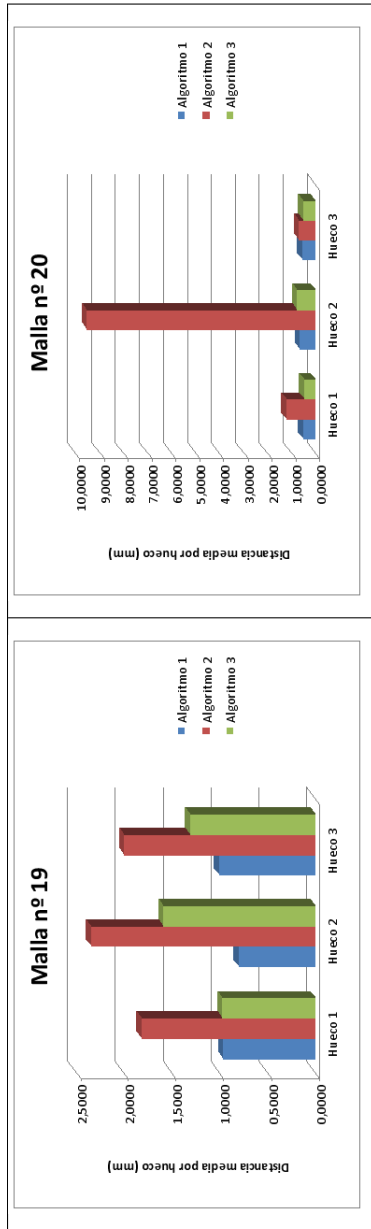 Malla nº 19
Distancia media por hueco (mm)
2,5000
2,0000
1,5000
1,0000
0,5000
0,0000
Hueco 1
Hueco 2
Hueco 3
Algoritmo 1
Algoritmo 2
Algoritmo 3
Malla nº 20
Distancia media por hueco (mm)
10,0000
9,0000
8,0000
7,0000
6,0000
5,0000
4,0000
3,0000
2,0000
1,0000
0,0000
Hueco 1
Hueco 2
Hueco 3
Algoritmo 1
Algoritmo 2
Algoritmo 3